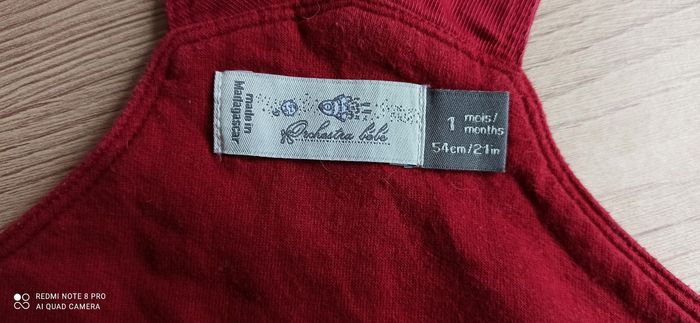 made in
Madagascar
Orchestra bébé
1 mois/
months
54cm/21in
REDMI NOTE 8 PRO
AI QUAD CAMERA